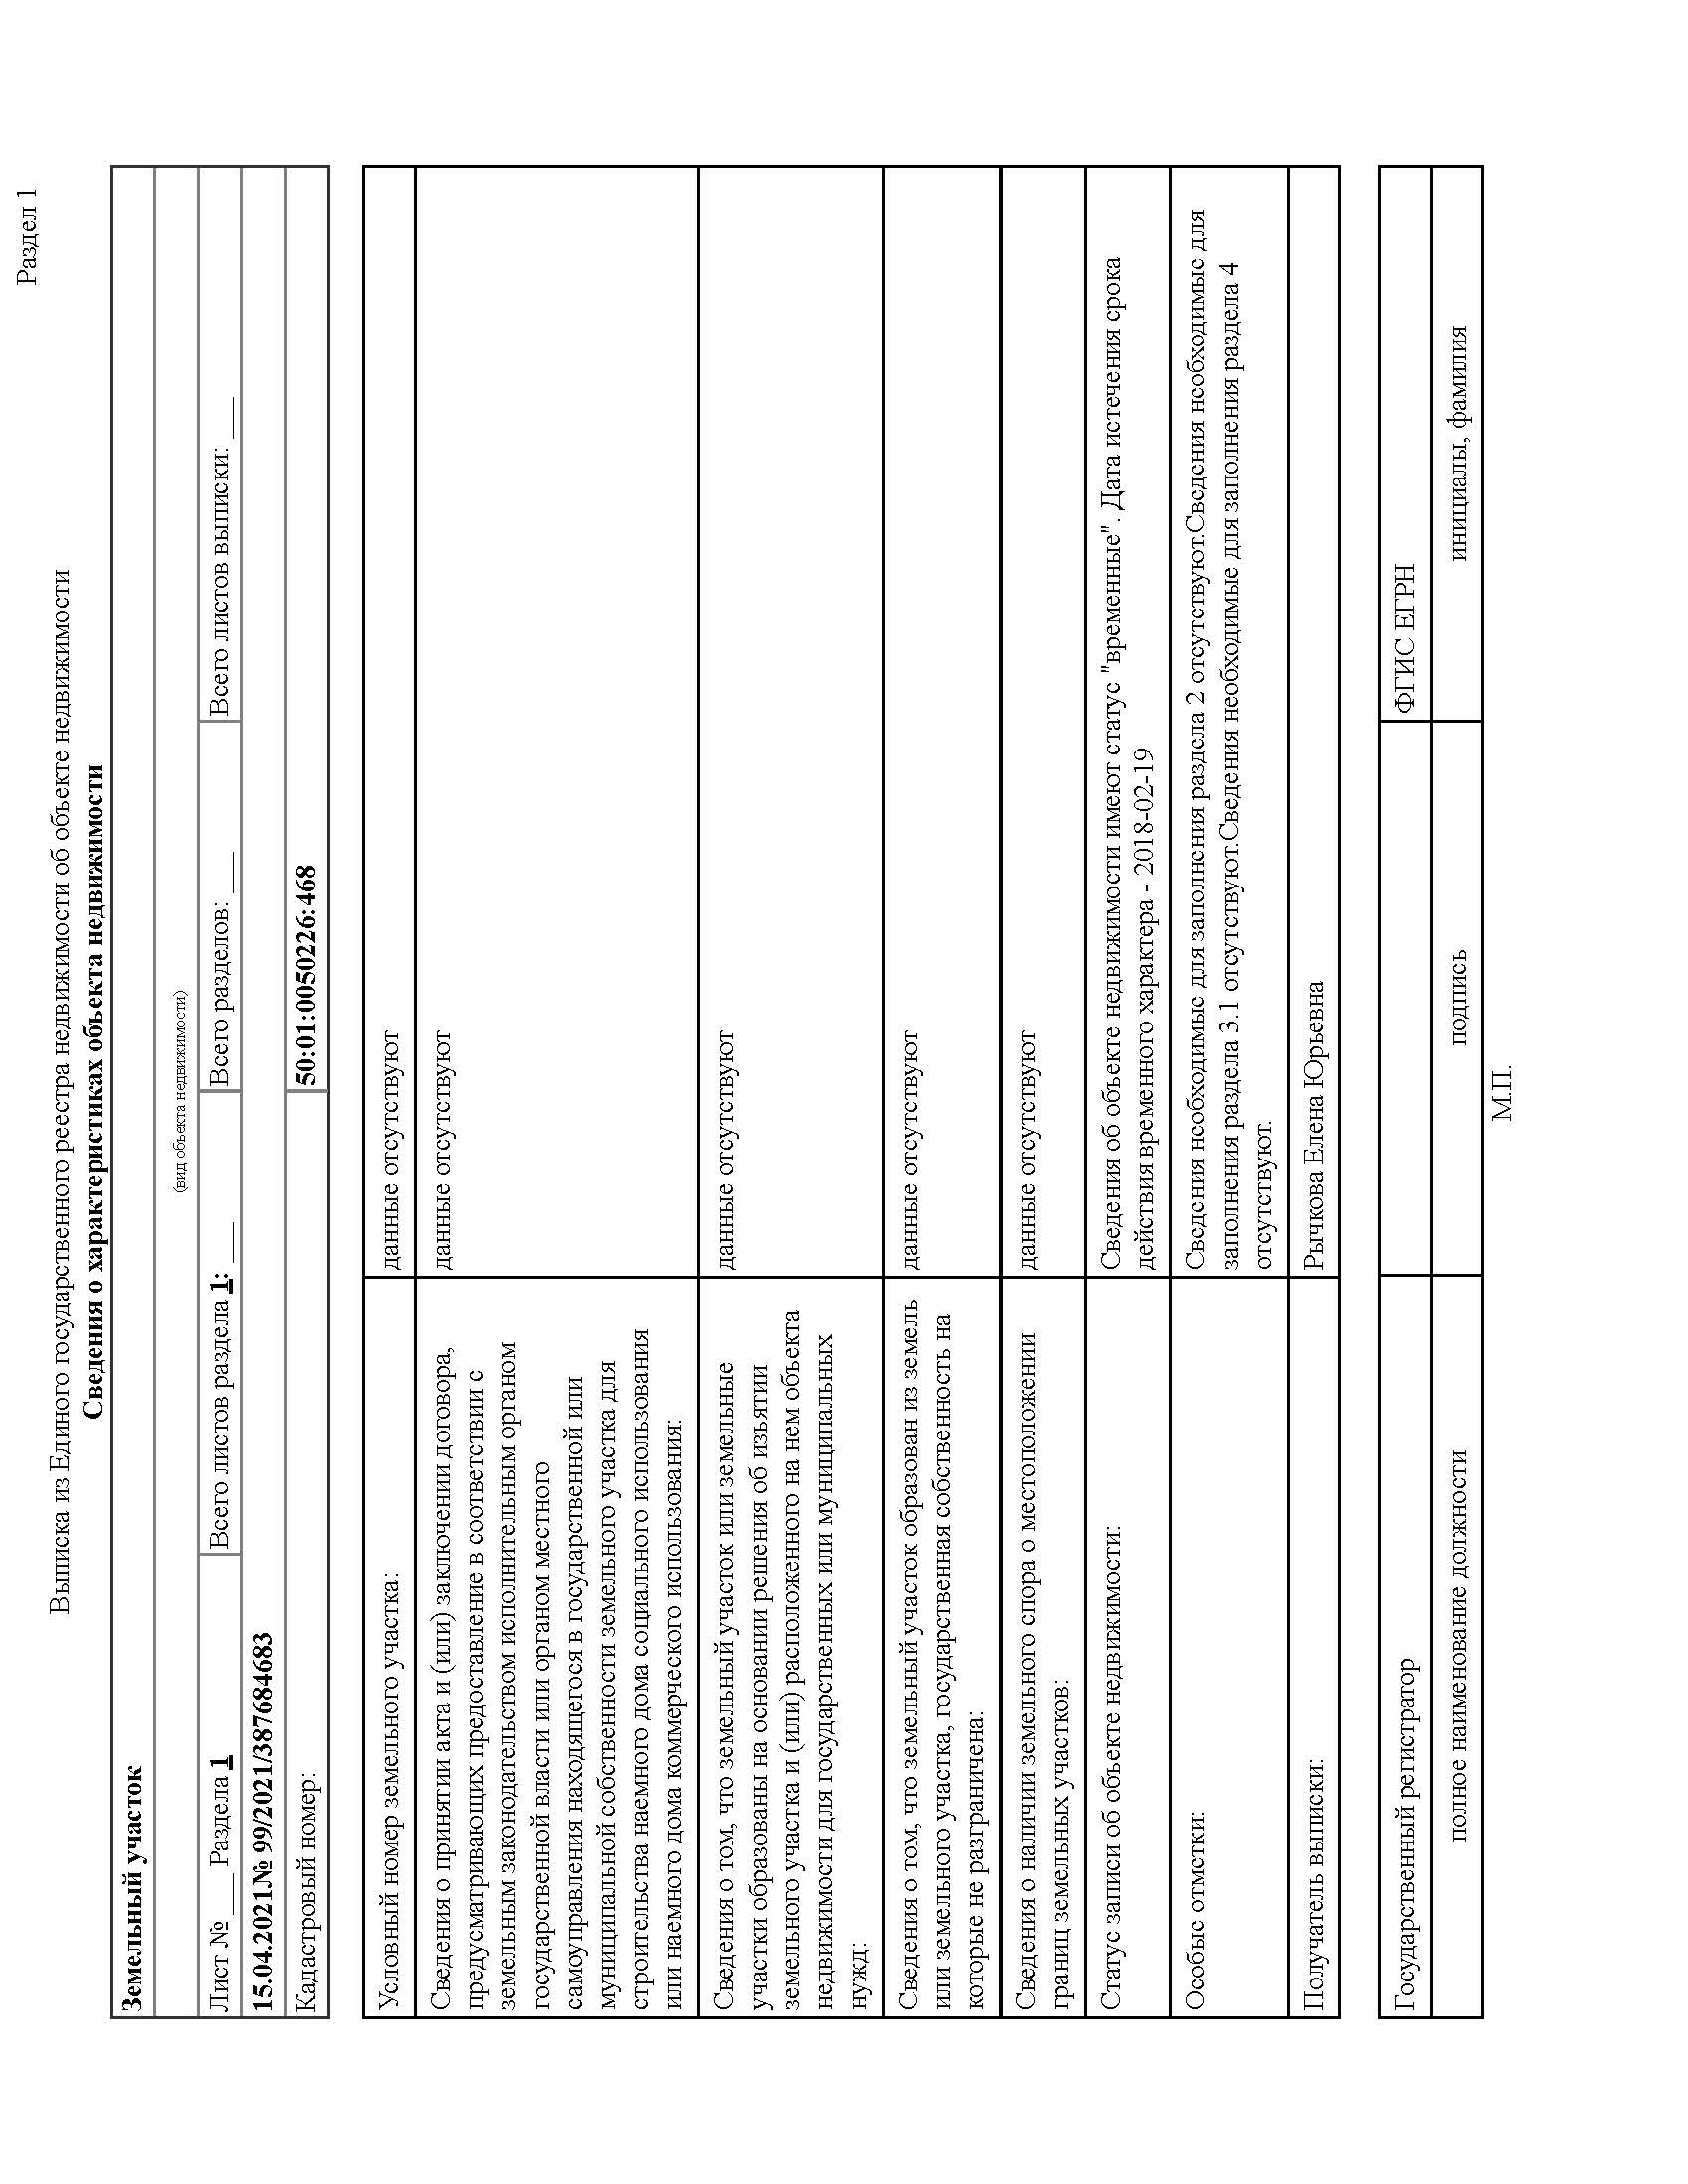 Раздел 1
Выписка из Единого государственного реестра недвижимости об объекте недвижимости
Сведения о характеристиках объекта недвижимости
Земельный участок
(вид объекта недвижимости)
Лист № ___ Раздела 1
Всего листов раздела 1: ___
Всего разделов: ___
Всего листов выписки: ___
15.04.2021№ 99/2021/387684683
Кадастровый номер:
50:01:0050226:468
Условный номер земельного участка:
данные отсутствуют
Сведения о принятии акта и (или) заключении договора,
предусматривающих предоставление в соответствии с
земельным законодательством исполнительным органом
государственной власти или органом местного
самоуправления находящегося в государственной или
муниципальной собственности земельного участка для
строительства наемного дома социального использования
или наемного дома коммерческого использования:
данные отсутствуют
Сведения о том, что земельный участок или земельные
участки образованы на основании решения об изъятии
земельного участка и (или) расположенного на нем объекта
недвижимости для государственных или муниципальных
нужд:
данные отсутствуют
Сведения о том, что земельный участок образован из земель
или земельного участка, государственная собственность на
которые не разграничена:
данные отсутствуют
Сведения о наличии земельного спора о местоположении
границ земельных участков:
данные отсутствуют
Статус записи об объекте недвижимости:
Сведения об объекте недвижимости имеют статус "временные". Дата истечения срока
действия временного характера - 2018-02-19
Особые отметки:
Сведения необходимые для заполнения раздела 2 отсутствуют.Сведения необходимые для
заполнения раздела 3.1 отсутствуют.Сведения необходимые для заполнения раздела 4
отсутствуют.
Получатель выписки:
Рычкова Елена Юрьевна
Государственный регистратор
ФГИС ЕГРН
полное наименование должности
подпись
инициалы, фамилия
М.П.